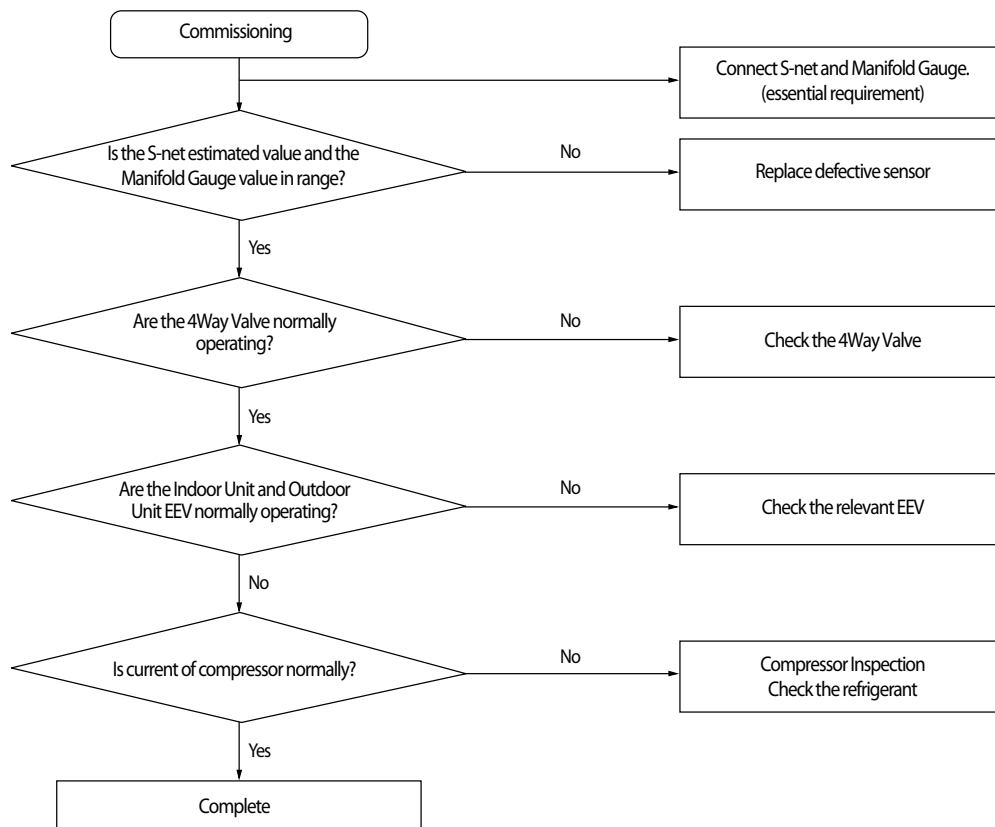 Commissioning
Connect S-net and Manifold Gauge.
(essential requirement)
Is the S-net estimated value and the
Manifold Gauge value in range?
No
Replace defective sensor
Yes
Are the 4Way Valve normally
operating?
No
Check the 4Way Valve
Yes
Are the Indoor Unit and Outdoor
Unit EEV normally operating?
No
Check the relevant EEV
No
Is current of compressor normally?
No
Compressor Inspection
Check the refrigerant
Yes
Complete